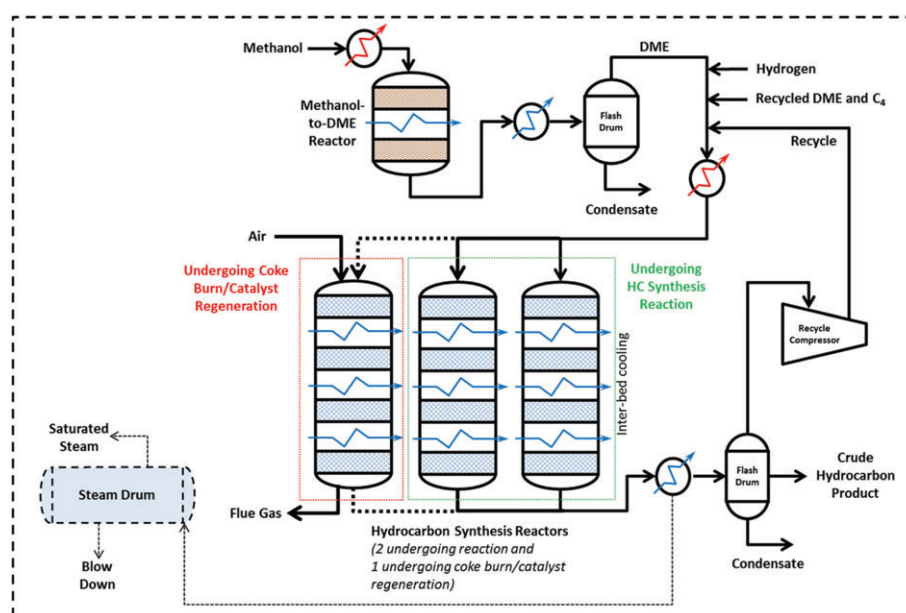 Methanol
DME
Hydrogen
Methanol-
to-DME
Reactor
Flash
Drum
Recycled DME and C₄
Recycle
Condensate
Air
Undergoing Coke
Burn/Catalyst
Regeneration
Undergoing
HC Synthesis
Reaction
Inter-bed cooling
Recycle
Compressor
Saturated
Steam
Steam Drum
Blow
Down
Flue Gas
Hydrocarbon Synthesis Reactors
(2 undergoing reaction and
1 undergoing coke burn/catalyst
regeneration)
Flash
Drum
Crude
Hydrocarbon
Product
Condensate